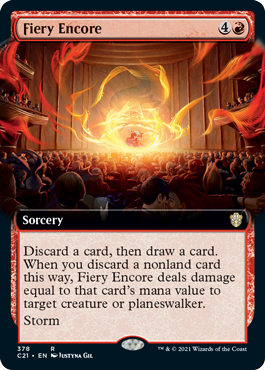 Fiery Encore 4
Sorcery
Discard a card, then draw a card.
When you discard a nonland card
this way, Fiery Encore deals damage
equal to that card's mana value to
target creature or planeswalker.
Storm
378 R
C21 • EN Justyna Gil
™ & © 2021 Wizards of the Coast